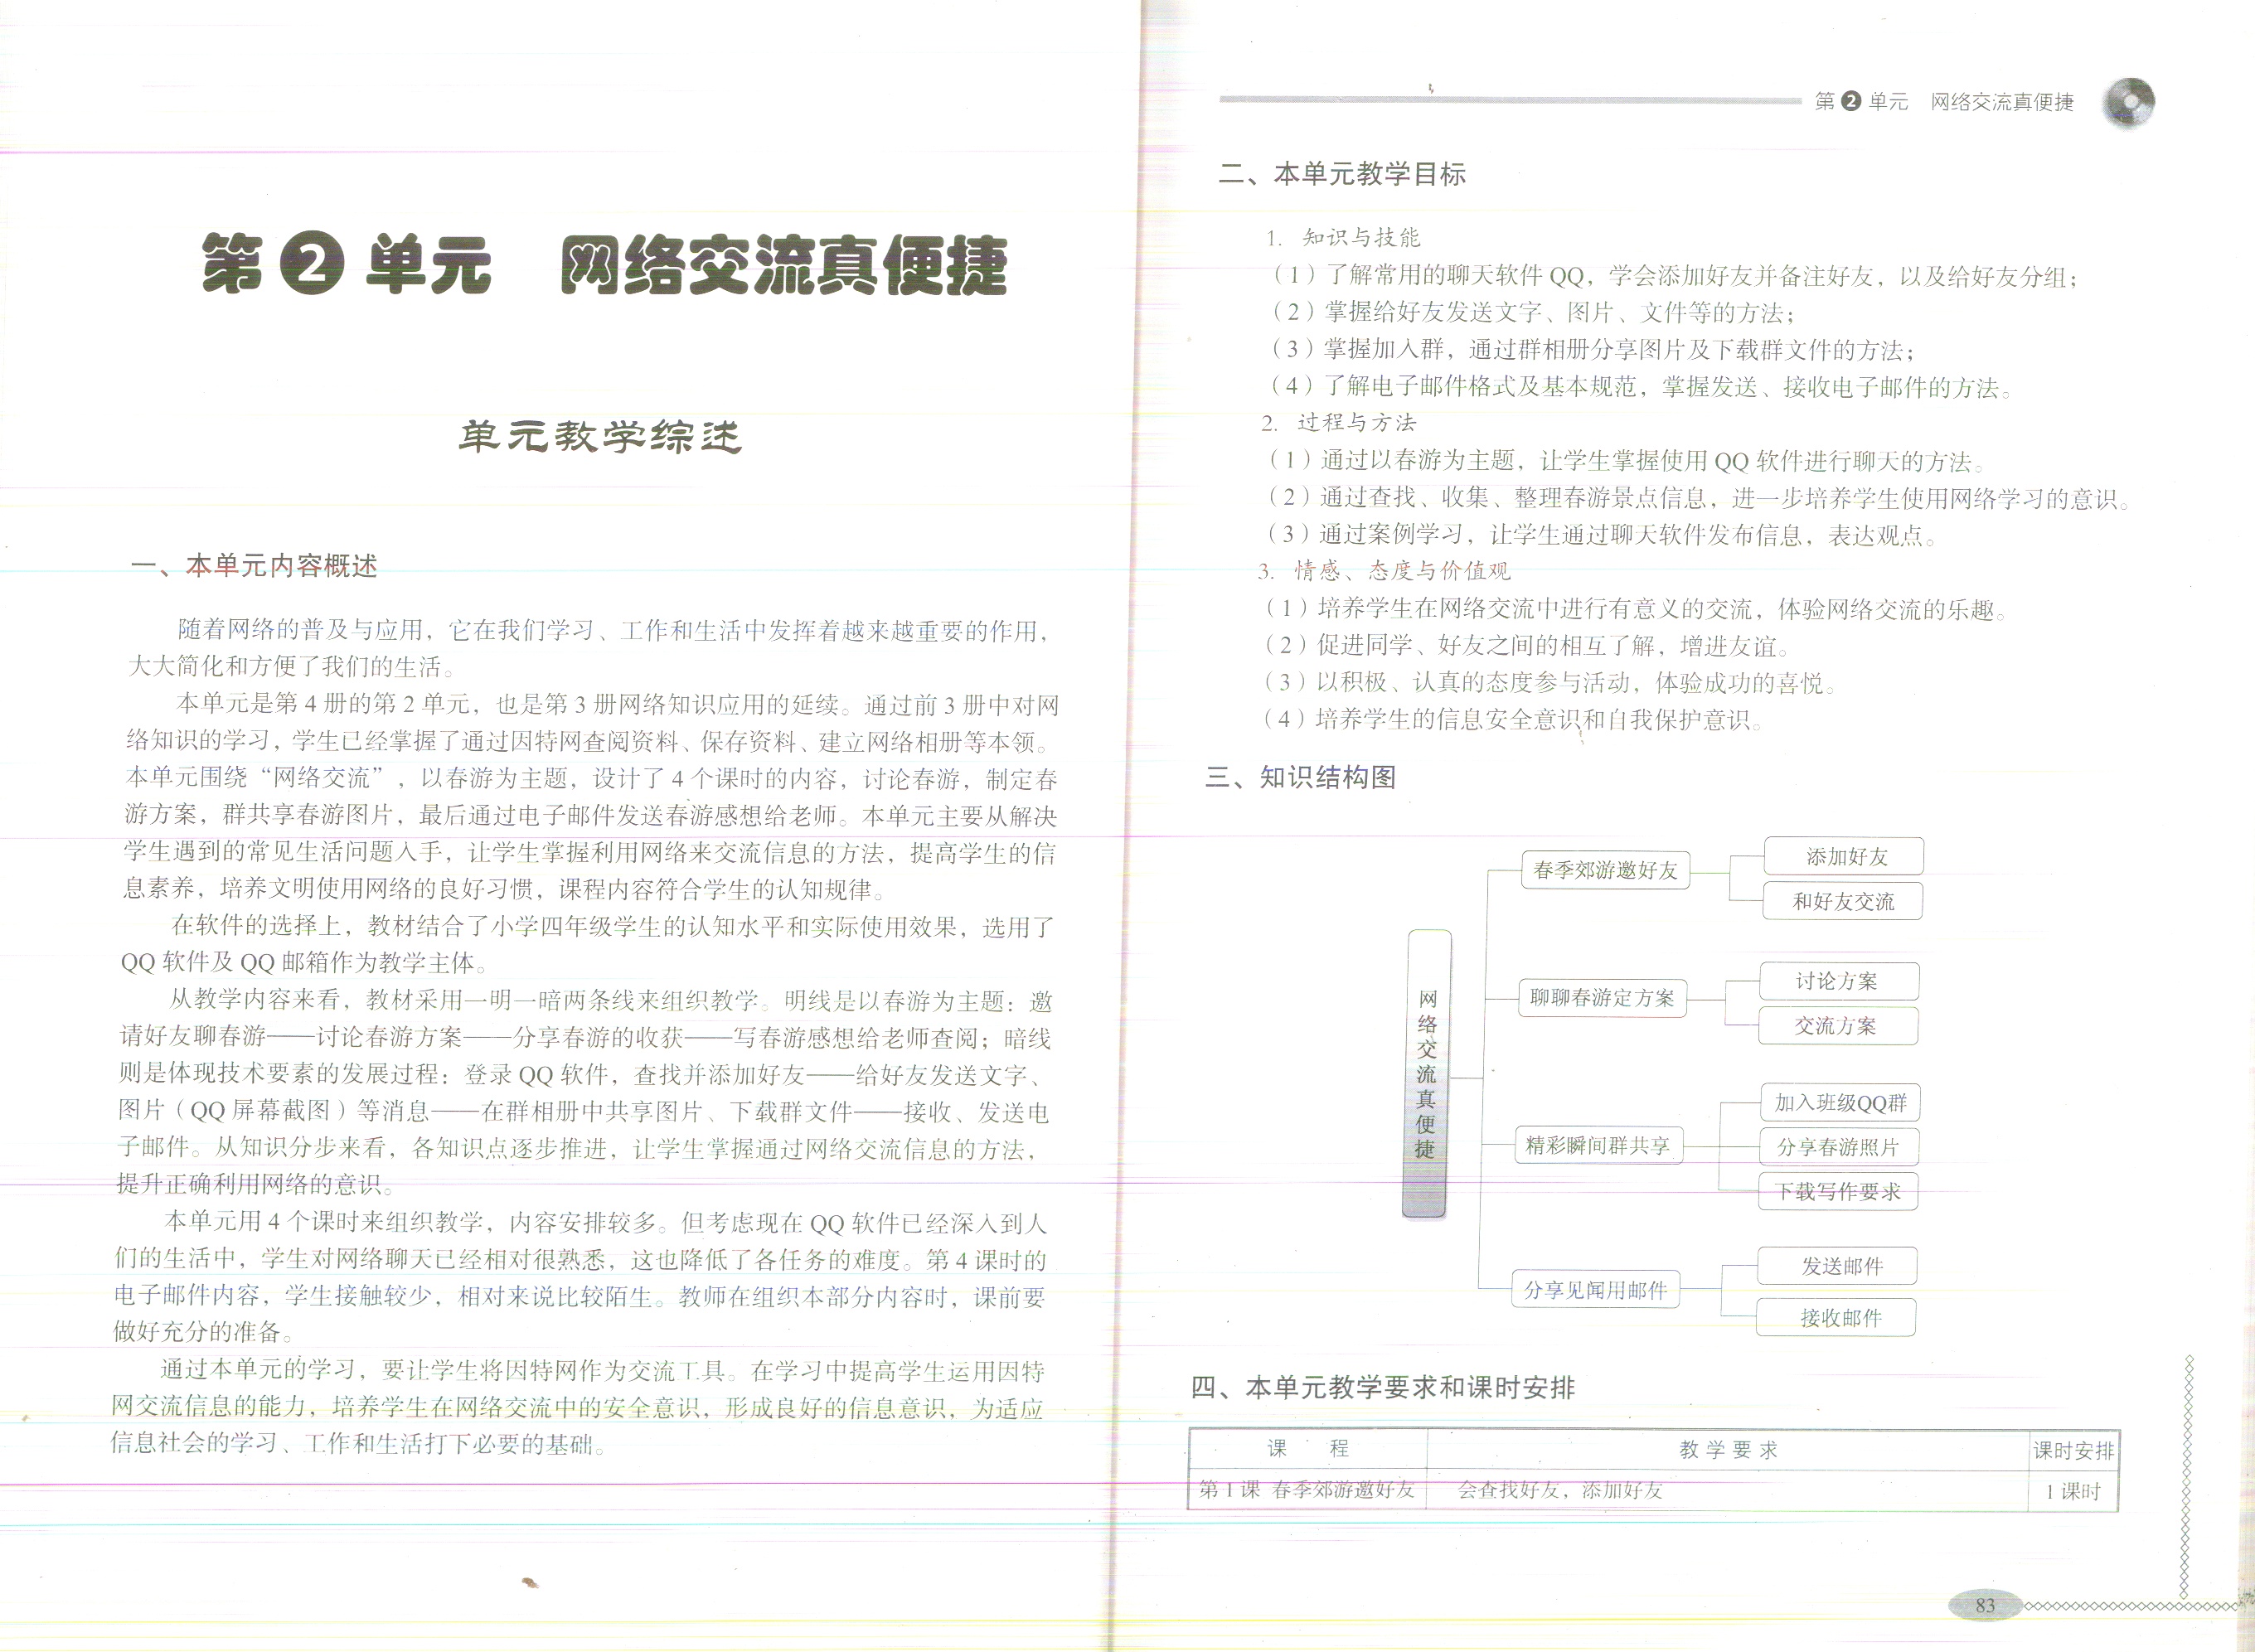 第2单元 网络交流真便捷
单元教学综述
一、本单元内容概述
随着网络的普及与应用，它在我们学习、工作和生活中发挥着越来越重要的作用，
大大简化和方便了我们的生活。
本单元是第 4 册的第 2 单元，也是第 3 册网络知识应用的延续。通过前 3 册中对网
络知识的学习，学生已经掌握了通过因特网查阅资料、保存资料、建立网络相册等本领。
本单元围绕“网络交流”，以春游为主题，设计了 4 个课时的内容，讨论春游，制定春
游方案，群共享春游图片，最后通过电子邮件发送春游感想给老师。本单元主要从解决
学生遇到的常见生活问题入手，让学生掌握利用网络来交流信息的方法，提高学生的信
息素养，培养文明使用网络的良好习惯，课程内容符合学生的认知规律。
在软件的选择上，教材结合了小学四年级学生的认知水平和实际使用效果，选用了
QQ 软件及 QQ 邮箱作为教学主体。
从教学内容来看，教材采用一明一暗两条线来组织教学。明线是以春游为主题：邀
请好友聊春游——讨论春游方案——分享春游的收获——写春游感想给老师查阅；暗线
则是体现技术要素的发展过程：登录 QQ 软件，查找并添加好友——给好友发送文字、
图片（QQ 屏幕截图）等消息——在群相册中共享图片、下载群文件——接收、发送电
子邮件。从知识分步来看，各知识点逐步推进，让学生掌握通过网络交流信息的方法，
提升正确利用网络的意识。
本单元用 4 个课时来组织教学，内容安排较多。但考虑现在 QQ 软件已经深入到人
们的生活中，学生对网络聊天已经相对很熟悉，这也降低了各任务的难度。第 4 课时的
电子邮件内容，学生接触较少，相对来说比较陌生。教师在组织本部分内容时，课前要
做好充分的准备。
通过本单元的学习，要让学生将因特网作为交流工具。在学习中提高学生运用因特
网交流信息的能力，培养学生在网络交流中的安全意识，形成良好的信息意识，为适应
信息社会的学习、工作和生活打下必要的基础。
第2单元 网络交流真便捷
二、本单元教学目标
1. 知识与技能
（1）了解常用的聊天软件 QQ，学会添加好友并备注好友，以及给好友分组；
（2）掌握给好友发送文字、图片、文件等的方法；
（3）掌握加入群，通过群相册分享图片及下载群文件的方法；
（4）了解电子邮件格式及基本规范，掌握发送、接收电子邮件的方法。
2. 过程与方法
（1）通过以春游为主题，让学生掌握使用 QQ 软件进行聊天的方法。
（2）通过查找、收集、整理春游景点信息，进一步培养学生使用网络学习的意识。
（3）通过案例学习，让学生通过聊天软件发布信息，表达观点。
3. 情感、态度与价值观
（1）培养学生在网络交流中进行有意义的交流，体验网络交流的乐趣。
（2）促进同学、好友之间的相互了解，增进友谊。
（3）以积极、认真的态度参与活动，体验成功的喜悦。
（4）培养学生的信息安全意识和自我保护意识。
三、知识结构图
网络交流真便捷
春季郊游邀好友
添加好友
和好友交流
聊聊春游定方案
讨论方案
交流方案
精彩瞬间群共享
加入班级QQ群
分享春游照片
下载写作要求
分享见闻用邮件
发送邮件
接收邮件
四、本单元教学要求和课时安排
课 程 教 学 要 求 课时安排
第 1 课 春季郊游邀好友 会查找好友，添加好友 1 课时
83